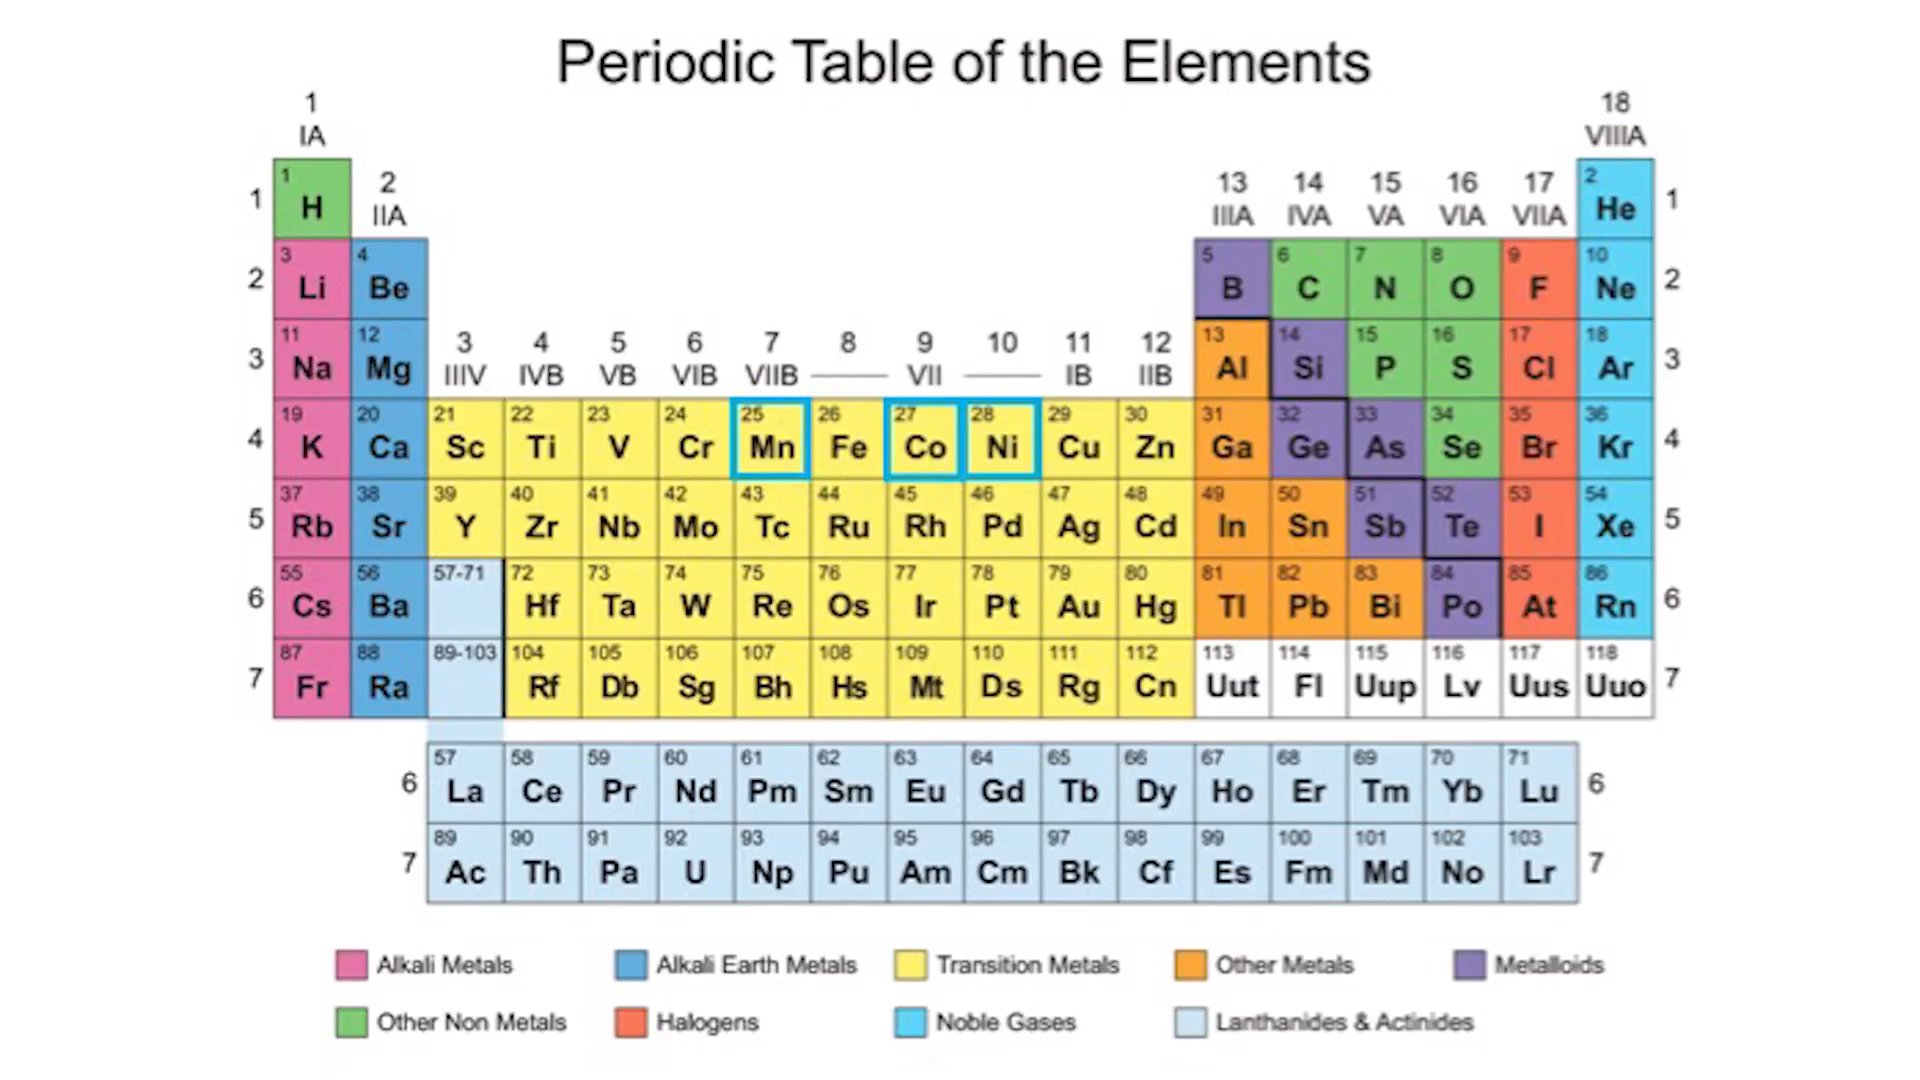 Periodic Table of the Elements
1 18
IA VIIIA
1 2
1 H 2 13 14 15 16 17 He 1
IIA IIIA IVA VA VIA VIIA
3 4 5 6 7 8 9 10
2 Li Be B C N O F Ne 2
11 12 13 14 15 16 17 18
3 Na Mg 3 4 5 6 7 8 9 10 11 12 Al Si P S Cl Ar 3
IIIV IVB VB VIB VIIB VII IB IIB
19 20 21 22 23 24 25 26 27 28 29 30 31 32 33 34 35 36
4 K Ca Sc Ti V Cr Mn Fe Co Ni Cu Zn Ga Ge As Se Br Kr 4
37 38 39 40 41 42 43 44 45 46 47 48 49 50 51 52 53 54
5 Rb Sr Y Zr Nb Mo Tc Ru Rh Pd Ag Cd In Sn Sb Te I Xe 5
55 56 57-71 72 73 74 75 76 77 78 79 80 81 82 83 84 85 86
6 Cs Ba Hf Ta W Re Os Ir Pt Au Hg Tl Pb Bi Po At Rn 6
87 88 89-103 104 105 106 107 108 109 110 111 112 113 114 115 116 117 118
7 Fr Ra Rf Db Sg Bh Hs Mt Ds Rg Cn Uut Fl Uup Lv Uus Uuo 7
57 58 59 60 61 62 63 64 65 66 67 68 69 70 71
6 La Ce Pr Nd Pm Sm Eu Gd Tb Dy Ho Er Tm Yb Lu 6
89 90 91 92 93 94 95 96 97 98 99 100 101 102 103
7 Ac Th Pa U Np Pu Am Cm Bk Cf Es Fm Md No Lr 7
Alkali Metals Alkali Earth Metals Transition Metals Other Metals Metalloids
Other Non Metals Halogens Noble Gases Lanthanides & Actinides